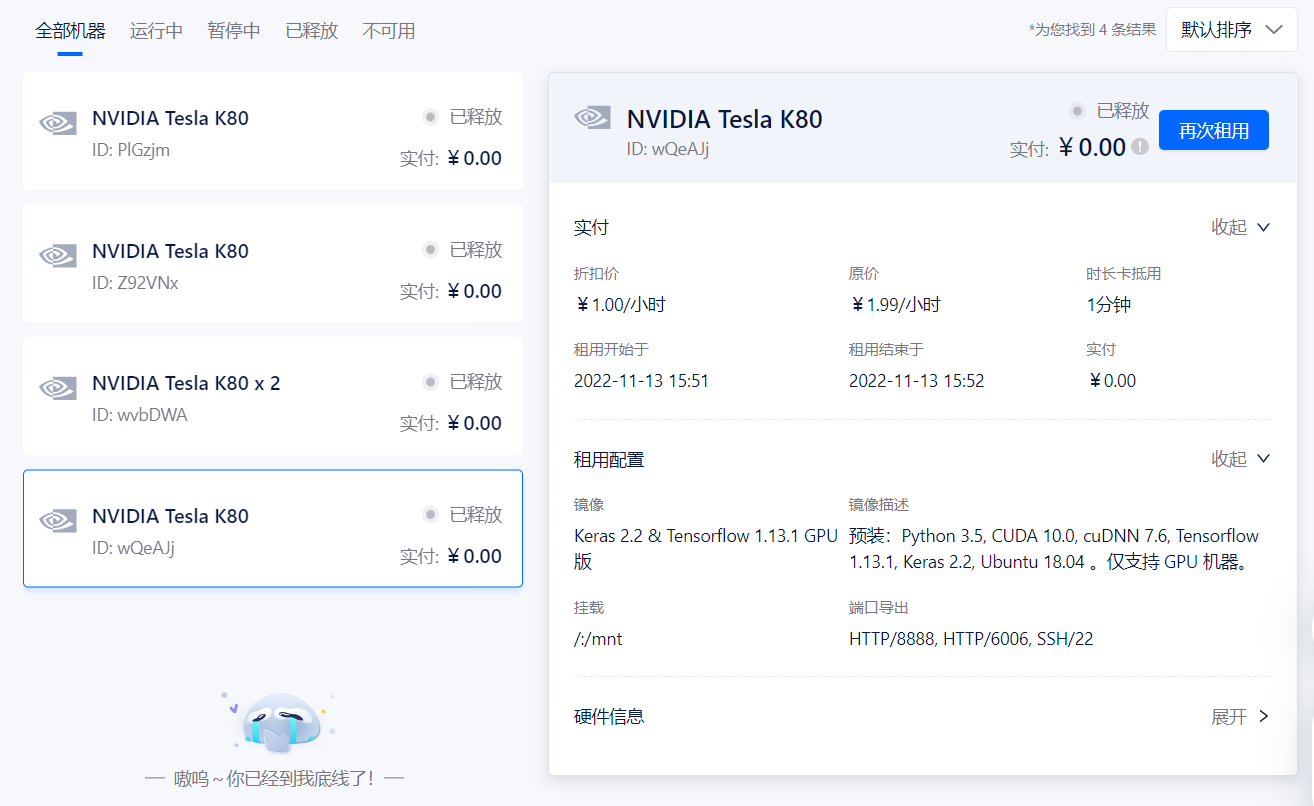 全部机器 运行中 暂停中 已释放 不可用
*为您找到 4 条结果 默认排序
NVIDIA Tesla K80 已释放
ID: PlGzjm 实付: ￥0.00
NVIDIA Tesla K80 已释放
ID: Z92VNx 实付: ￥0.00
NVIDIA Tesla K80 x 2 已释放
ID: wvbDWA 实付: ￥0.00
NVIDIA Tesla K80 已释放
ID: wQeAJj 实付: ￥0.00
— 嗷呜～你已经到我底线了！—
NVIDIA Tesla K80 已释放
ID: wQeAJj 实付: ￥0.00 再次租用
实付 收起
折扣价 原价 时长卡抵用
￥1.00/小时 ￥1.99/小时 1分钟
租用开始于 租用结束于 实付
2022-11-13 15:51 2022-11-13 15:52 ￥0.00
租用配置 收起
镜像 镜像描述
Keras 2.2 & Tensorflow 1.13.1 GPU 预装：Python 3.5, CUDA 10.0, cuDNN 7.6, Tensorflow
版 1.13.1, Keras 2.2, Ubuntu 18.04 。仅支持 GPU 机器。
挂载 端口导出
/:/mnt HTTP/8888, HTTP/6006, SSH/22
硬件信息 展开